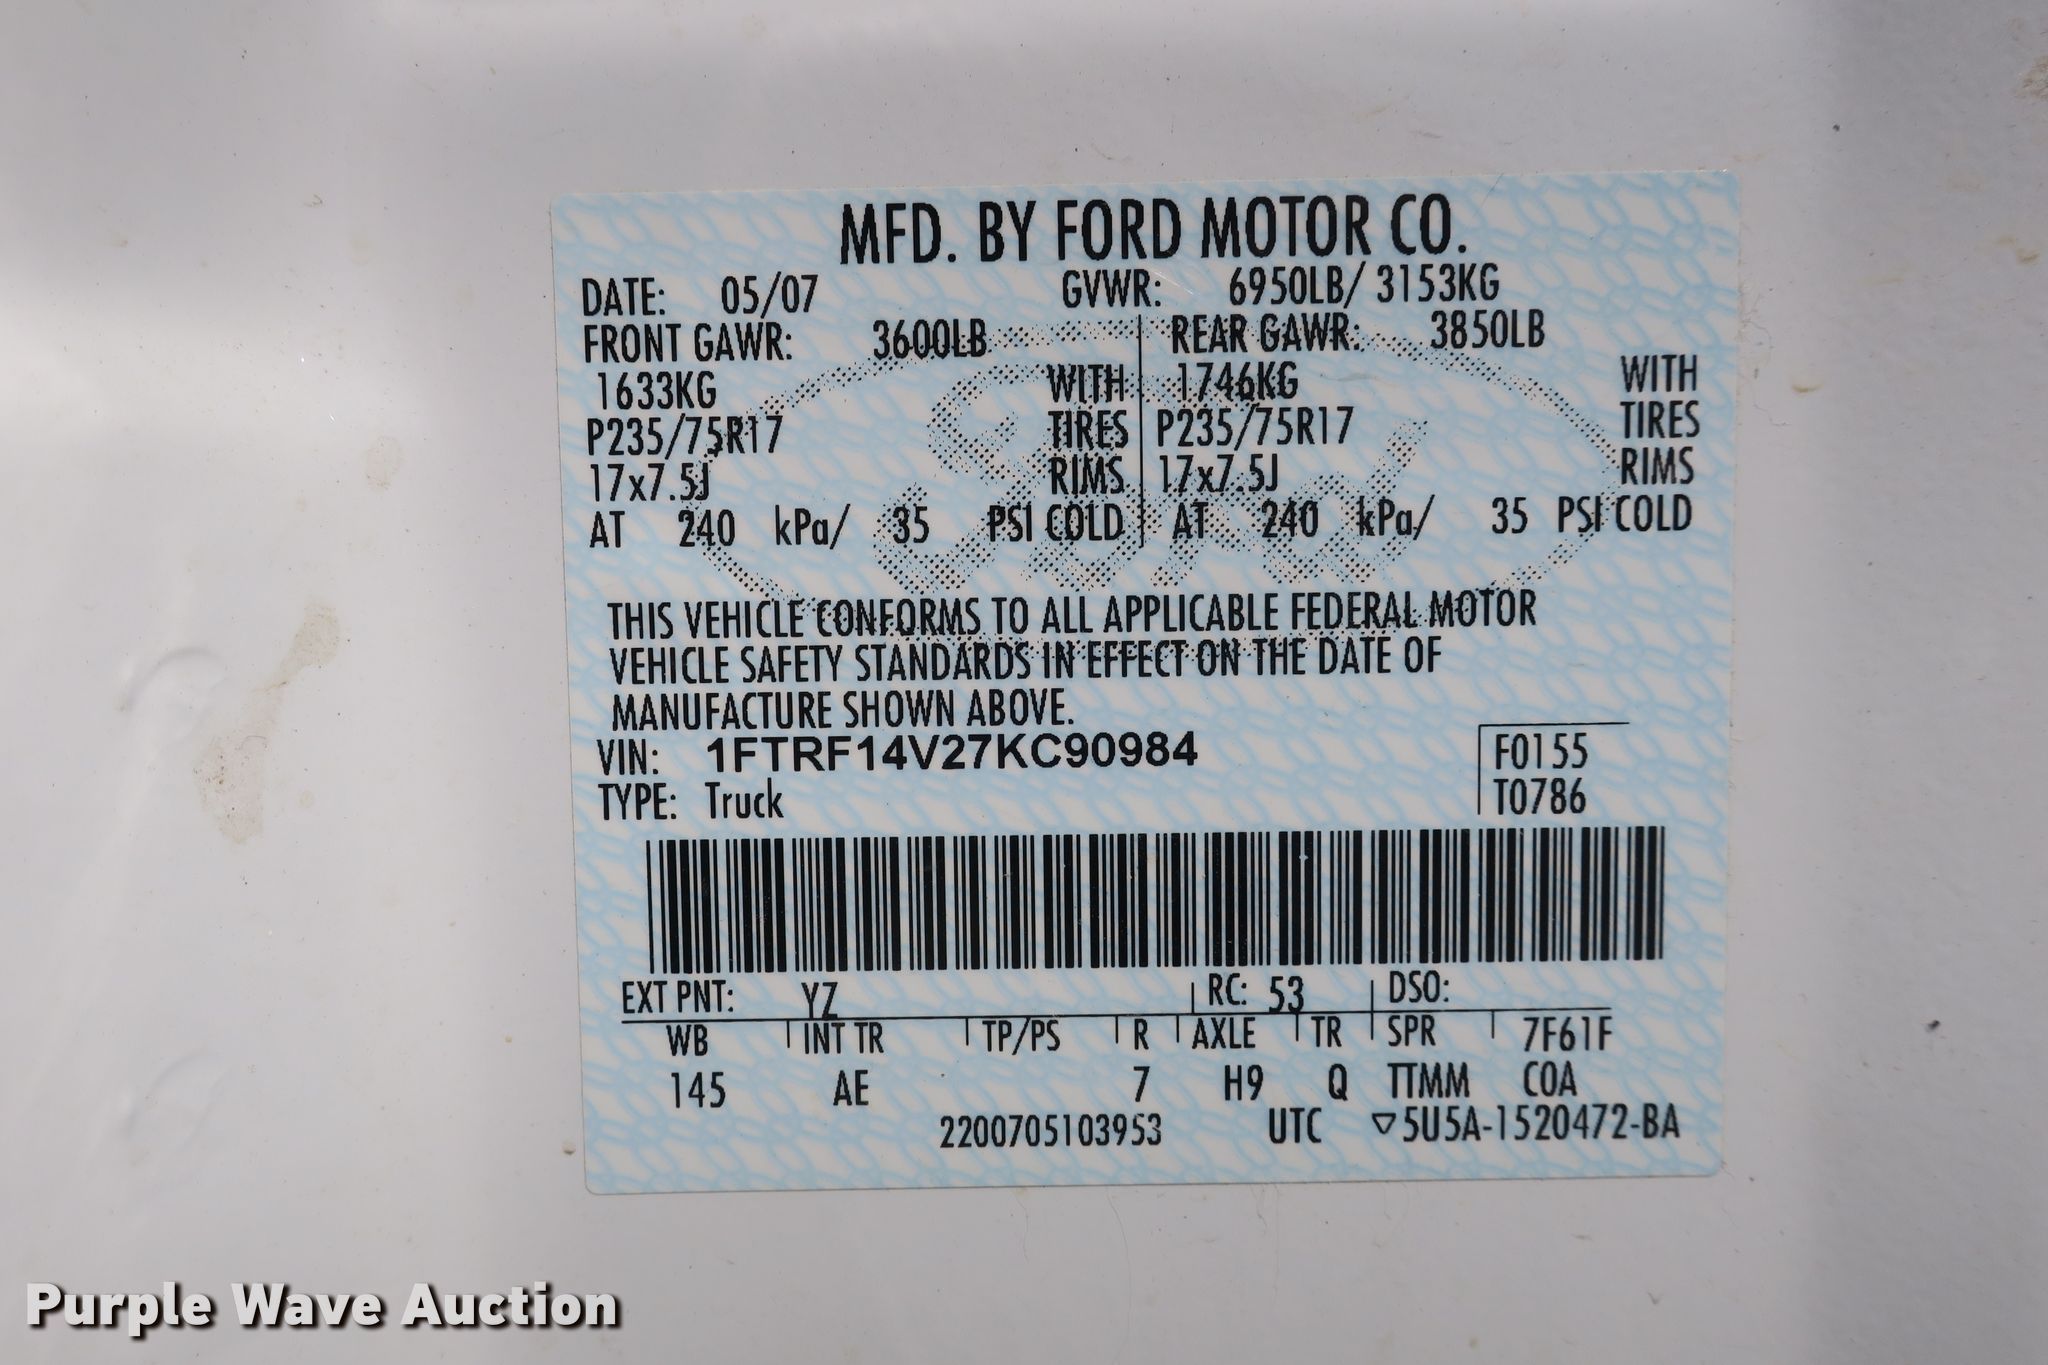 MFD. BY FORD MOTOR CO.
DATE: 05/07 GVWR: 6950LB/ 3153KG
FRONT GAWR: 3600LB REAR GAWR: 3850LB
1633KG WITH 1746KG WITH
P235/75R17 TIRES P235/75R17 TIRES
17x7.5J RIMS 17x7.5J RIMS
AT 240 kPa/ 35 PSI COLD AT 240 kPa/ 35 PSI COLD
Ford
THIS VEHICLE CONFORMS TO ALL APPLICABLE FEDERAL MOTOR
VEHICLE SAFETY STANDARDS IN EFFECT ON THE DATE OF
MANUFACTURE SHOWN ABOVE.
VIN: 1FTRF14V27KC90984 F0155
TYPE: Truck T0786
EXT PNT: YZ RC: 53 DSO:
WB INT TR TP/PS R AXLE TR SPR 7F61F
145 AE 7 H9 Q TTMM COA
2200705103953 UTC ▽5U5A-1520472-BA
Purple Wave Auction